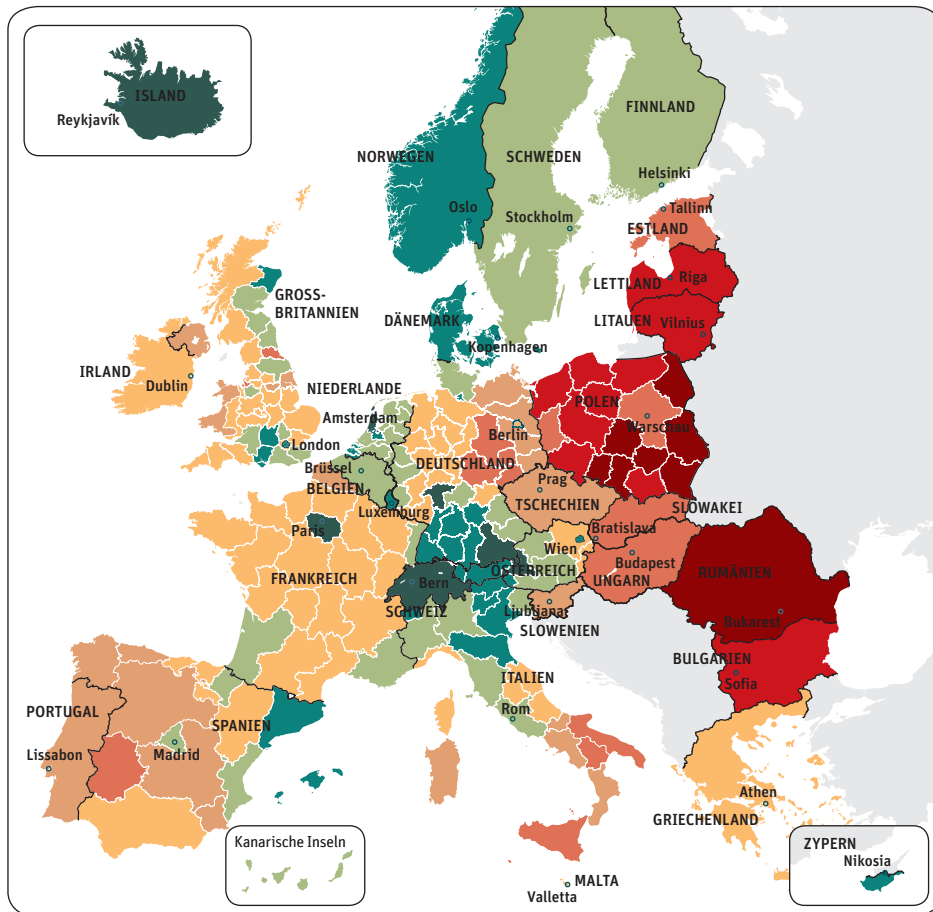 ISLAND
Reykjavík
FINNLAND
NORWEGEN
SCHWEDEN
Helsinki
Oslo
Stockholm
Tallinn
ESTLAND
LETTLAND
Riga
GROSS-
BRITANNIEN
DÄNEMARK
LITAUEN
Vilnius
Kopenhagen
IRLAND
Dublin
NIEDERLANDE
POLEN
Amsterdam
Warschau
Berlin
London
Brüssel
DEUTSCHLAND
BELGIEN
Prag
TSCHECHIEN
Luxemburg
SLOWAKEI
Paris
Bratislava
Wien
Budapest
FRANKREICH
Bern
ÖSTERREICH
UNGARN
RUMÄNIEN
SCHWEIZ
Ljubljana
Bukarest
SLOWENIEN
BULGARIEN
ITALIEN
Sofia
PORTUGAL
SPANIEN
Rom
Lissabon
Madrid
Athen
GRIECHENLAND
Kanarische Inseln
ZYPERN
Nikosia
MALTA
Valletta